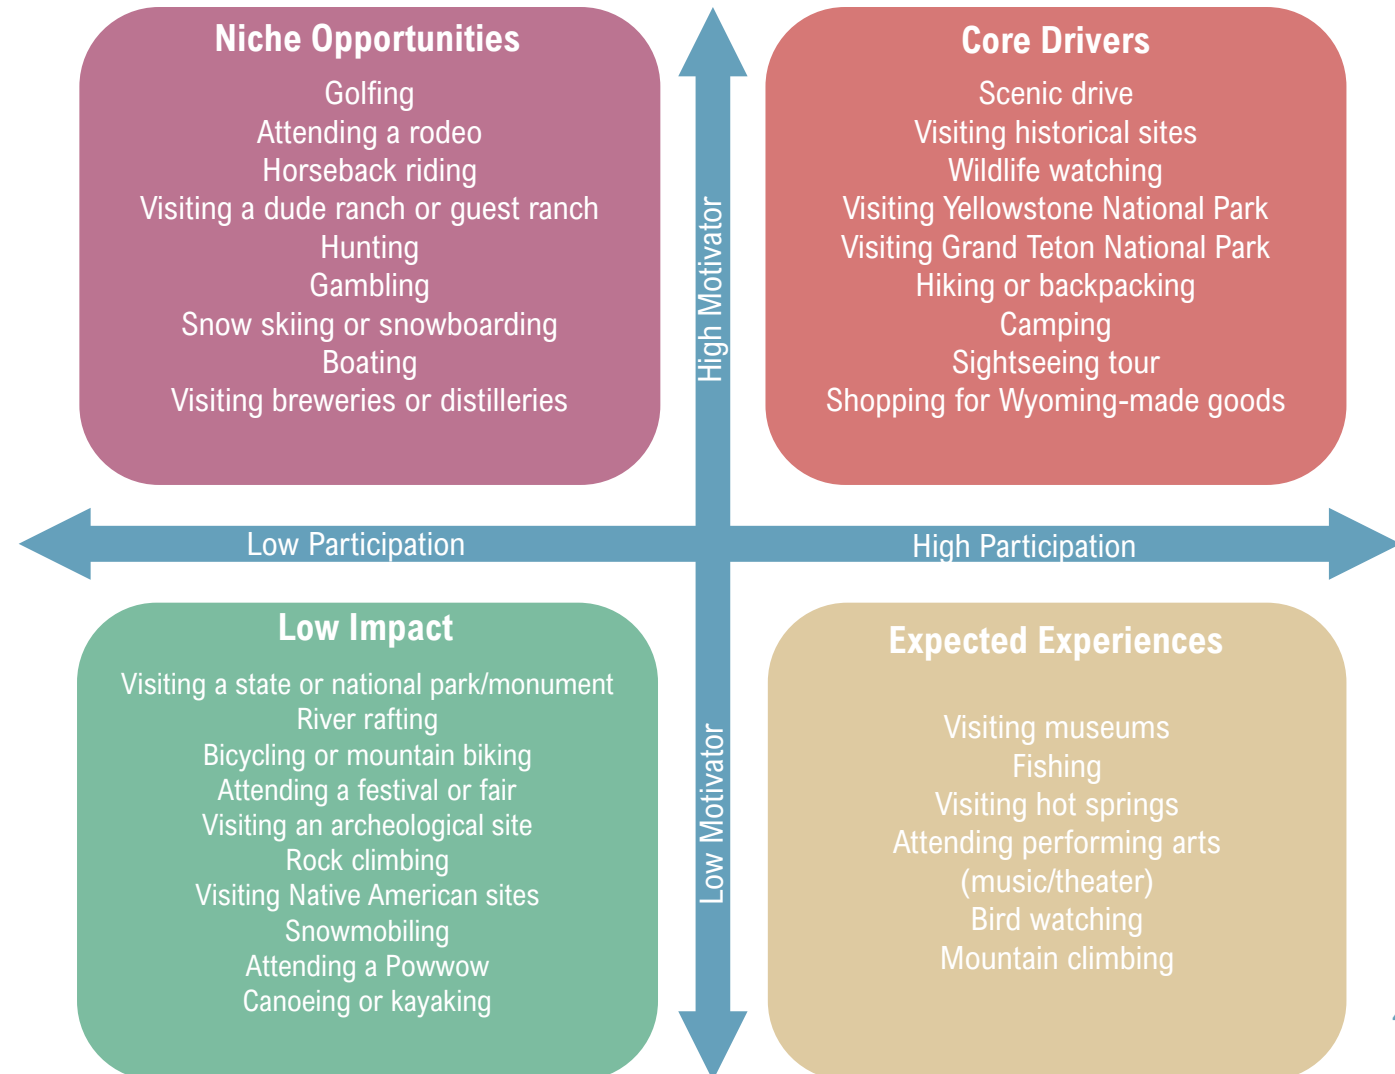 Niche Opportunities
Golfing
Attending a rodeo
Horseback riding
Visiting a dude ranch or guest ranch
Hunting
Gambling
Snow skiing or snowboarding
Boating
Visiting breweries or distilleries
High Motivator
Core Drivers
Scenic drive
Visiting historical sites
Wildlife watching
Visiting Yellowstone National Park
Visiting Grand Teton National Park
Hiking or backpacking
Camping
Sightseeing tour
Shopping for Wyoming-made goods
Low Participation
High Participation
Low Impact
Visiting a state or national park/monument
River rafting
Bicycling or mountain biking
Attending a festival or fair
Visiting an archeological site
Rock climbing
Visiting Native American sites
Snowmobiling
Attending a Powwow
Canoeing or kayaking
Low Motivator
Expected Experiences
Visiting museums
Fishing
Visiting hot springs
Attending performing arts
(music/theater)
Bird watching
Mountain climbing